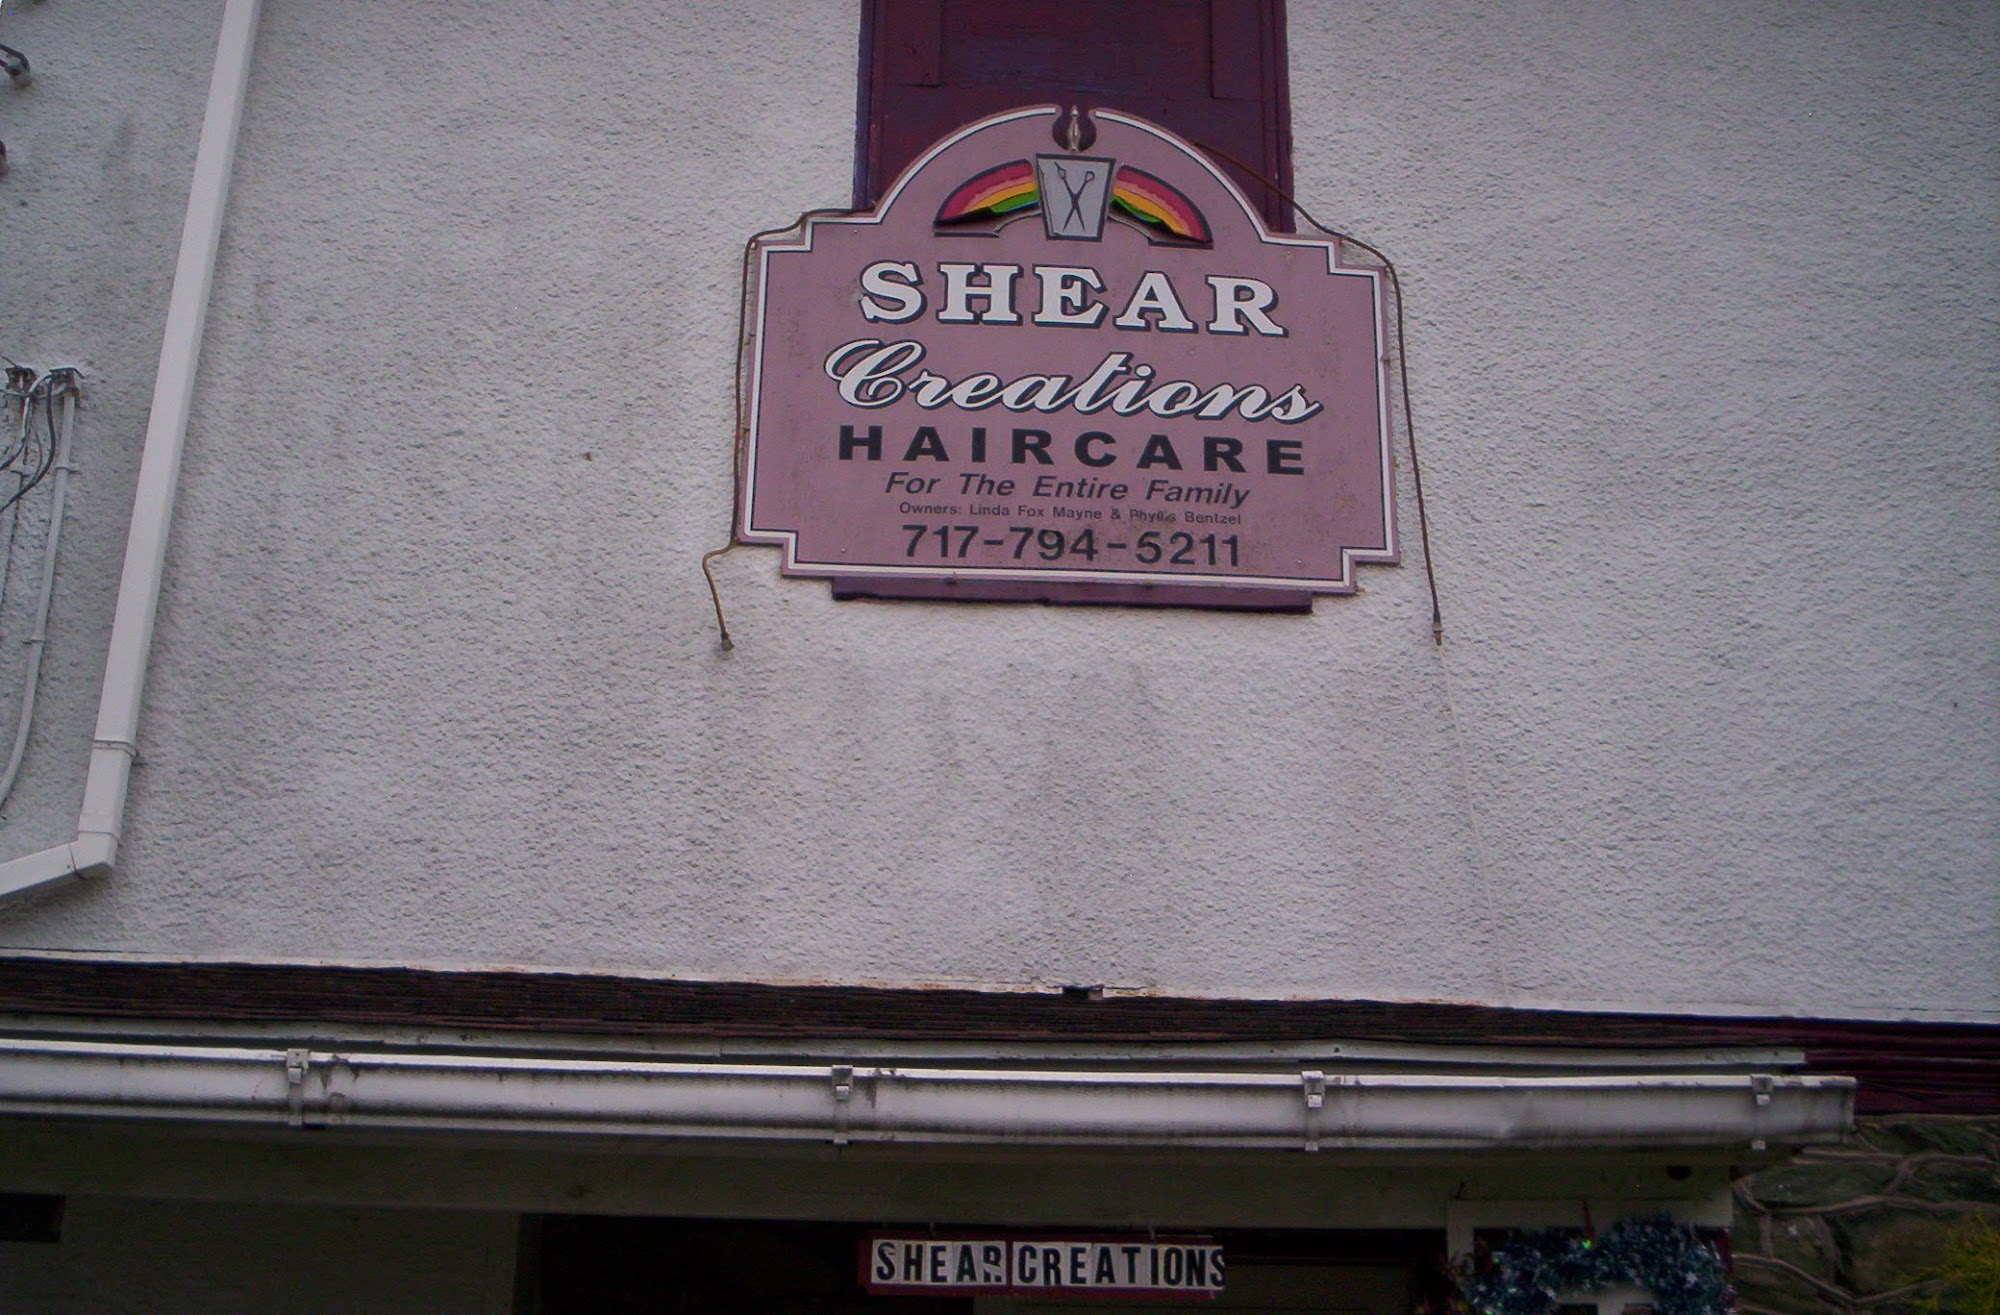 SHEAR
Creations
HAIRCARE
For The Entire Family
Owners: Linda Fox Mayne & Phyllis Bentzel
717-794-5211
SHEAR CREATIONS